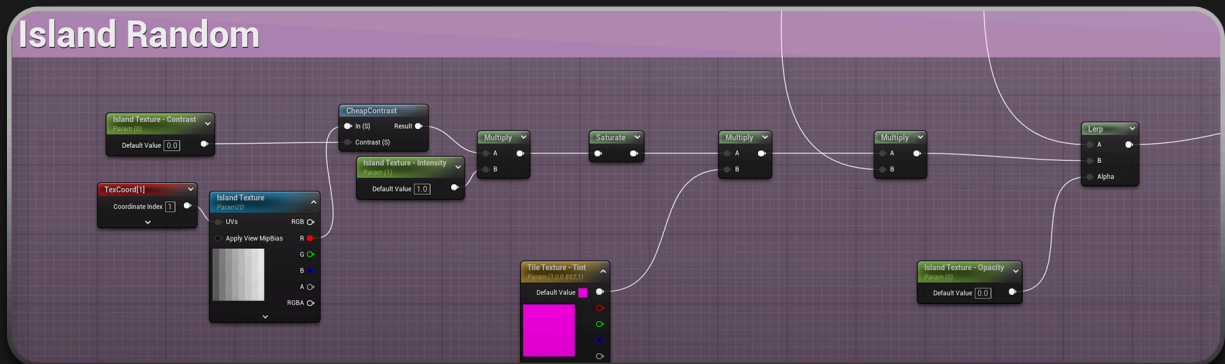 Island Random
Island Texture - Contrast
Param (0)
Default Value 0.0
CheapContrast
In (S) Result
Contrast (S)
Island Texture - Intensity
Param (1)
Default Value 1.0
TexCoord[1]
Coordinate Index 1
Island Texture
Param2D
UVs RGB
Apply View MipBias R
G
B
A
RGBA
Multiply
A
B
Saturate
Multiply
A
B
Tile Texture - Tint
Default Value
Multiply
A
B
Lerp
A
B
Alpha
Island Texture - Opacity
Param (0)
Default Value 0.0